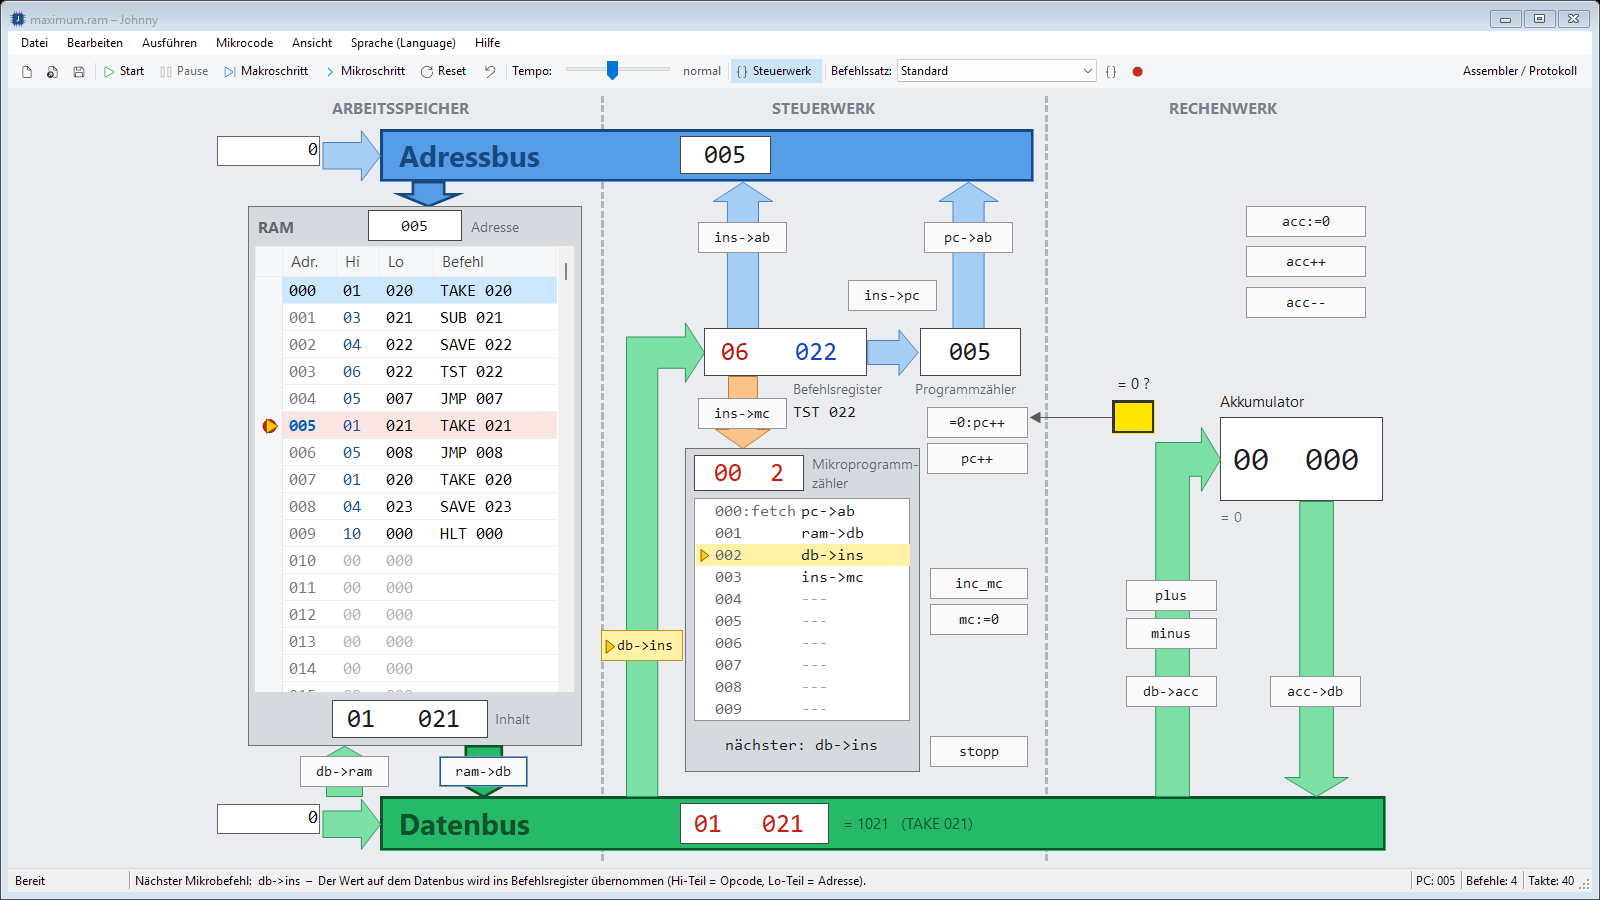 maximum.ram – Johnny
Datei Bearbeiten Ausführen Mikrocode Ansicht Sprache (Language) Hilfe
Start Pause Makroschritt Mikroschritt Reset Tempo: normal {} Steuerwerk Befehlssatz: Standard {} Assembler / Protokoll
ARBEITSSPEICHER STEUERWERK RECHENWERK
0 Adressbus 005
RAM 005 Adresse
Adr. Hi Lo Befehl
000 01 020 TAKE 020
001 03 021 SUB 021
002 04 022 SAVE 022
003 06 022 TST 022
004 05 007 JMP 007
005 01 021 TAKE 021
006 05 008 JMP 008
007 01 020 TAKE 020
008 04 023 SAVE 023
009 10 000 HLT 000
010 00 000
011 00 000
012 00 000
013 00 000
014 00 000
015 00 000
01 021 Inhalt
db->ram ram->db
ins->ab pc->ab
ins->pc
06 022 005
Befehlsregister Programmzähler
ins->mc TST 022
=0:pc++
pc++
00 2 Mikroprogramm-
zähler
000:fetch pc->ab
001 ram->db
002 db->ins
003 ins->mc
004 ---
005 ---
006 ---
007 ---
008 ---
009 ---
nächster: db->ins
db->ins
inc_mc
mc:=0
stopp
acc:=0
acc++
acc--
= 0 ?
Akkumulator
00 000
= 0
plus
minus
db->acc acc->db
0 Datenbus 01 021 = 1021 (TAKE 021)
Bereit Nächster Mikrobefehl: db->ins – Der Wert auf dem Datenbus wird ins Befehlsregister übernommen (Hi-Teil = Opcode, Lo-Teil = Adresse). PC: 005 Befehle: 4 Takte: 40